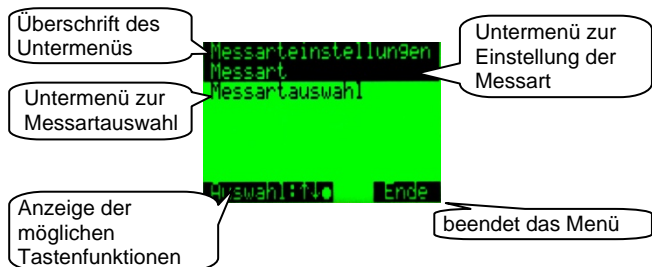 Überschrift des
Untermenüs
Untermenü zur
Einstellung der
Messart
Messarteinstellungen
Messart
Messartauswahl
Untermenü zur
Messartauswahl
Auswahl:↑↓● Ende
Anzeige der
möglichen
Tastenfunktionen
beendet das Menü